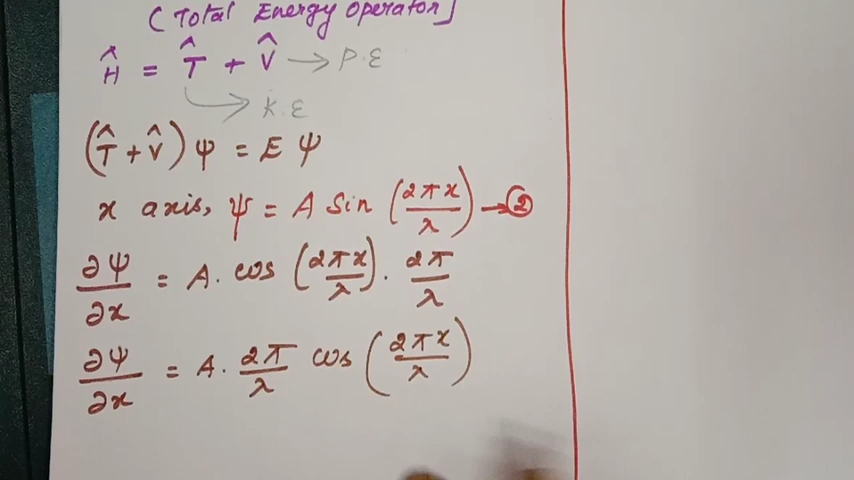 ( Total Energy Operator]
Ĥ = T̂ + V̂ → P.E
→ K.E
(T̂ + V̂) ψ = E ψ
x axis, ψ = A Sin (2πx/λ) → ②
∂ψ/∂x = A. cos (2πx/λ). 2π/λ
∂ψ/∂x = A. 2π/λ cos (2πx/λ)